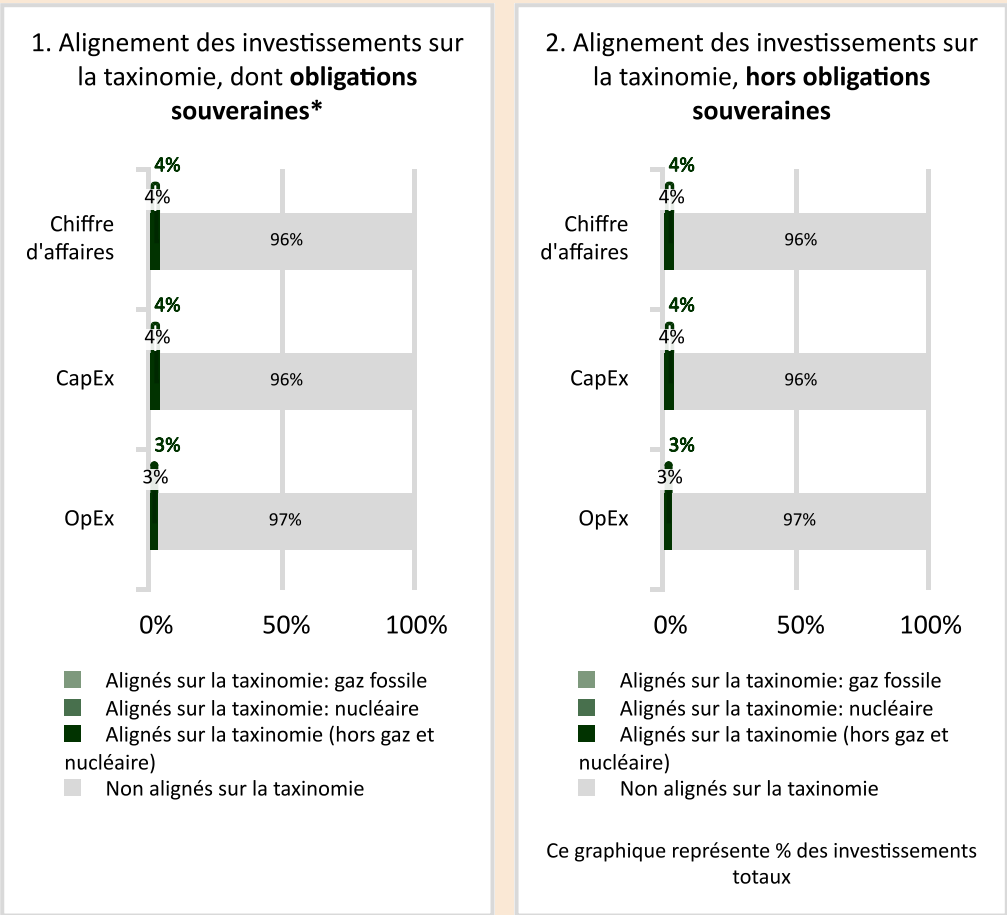 1. Alignement des investissements sur
la taxinomie, dont obligations
souveraines*
4%
4%
Chiffre
d'affaires
96%
4%
4%
CapEx
96%
3%
3%
OpEx
97%
0% 50% 100%
Alignés sur la taxinomie: gaz fossile
Alignés sur la taxinomie: nucléaire
Alignés sur la taxinomie (hors gaz et
nucléaire)
Non alignés sur la taxinomie
2. Alignement des investissements sur
la taxinomie, hors obligations
souveraines
4%
4%
Chiffre
d'affaires
96%
4%
4%
CapEx
96%
3%
3%
OpEx
97%
0% 50% 100%
Alignés sur la taxinomie: gaz fossile
Alignés sur la taxinomie: nucléaire
Alignés sur la taxinomie (hors gaz et
nucléaire)
Non alignés sur la taxinomie
Ce graphique représente % des investissements
totaux